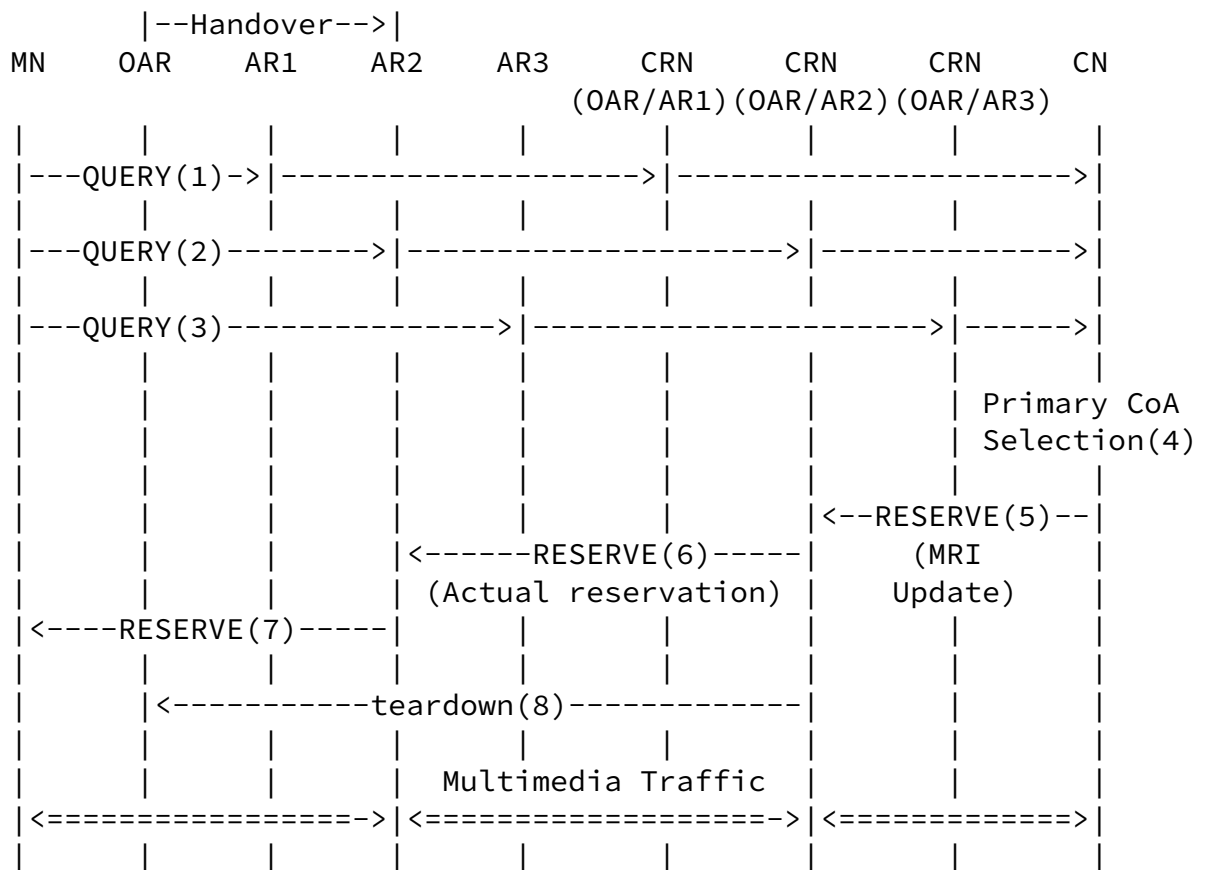 |--Handover-->|
MN OAR AR1 AR2 AR3 CRN CRN CRN CN
(OAR/AR1) (OAR/AR2) (OAR/AR3)
| | | | | | | | |
|---QUERY(1)->|-------------------->|---------------------->|
| | | | | | | | |
|---QUERY(2)-------->|--------------------->|-------------->|
| | | | | | | | |
|---QUERY(3)--------------->|---------------------->|------>|
| | | | | | | | |
| | | | | | | | Primary CoA
| | | | | | | | Selection(4)
| | | | | | | | |
| | | | | | |<--RESERVE(5)--|
| | | |<------RESERVE(6)-----| (MRI |
| | | | (Actual reservation) | Update) |
|<----RESERVE(7)-----| | | | | |
| | | | | | | | |
| |<-----------teardown(8)-------------| | |
| | | | | | | | |
| | | | Multimedia Traffic | | |
|<=================->|<===================->|<=============>|
| | | | | | | | |